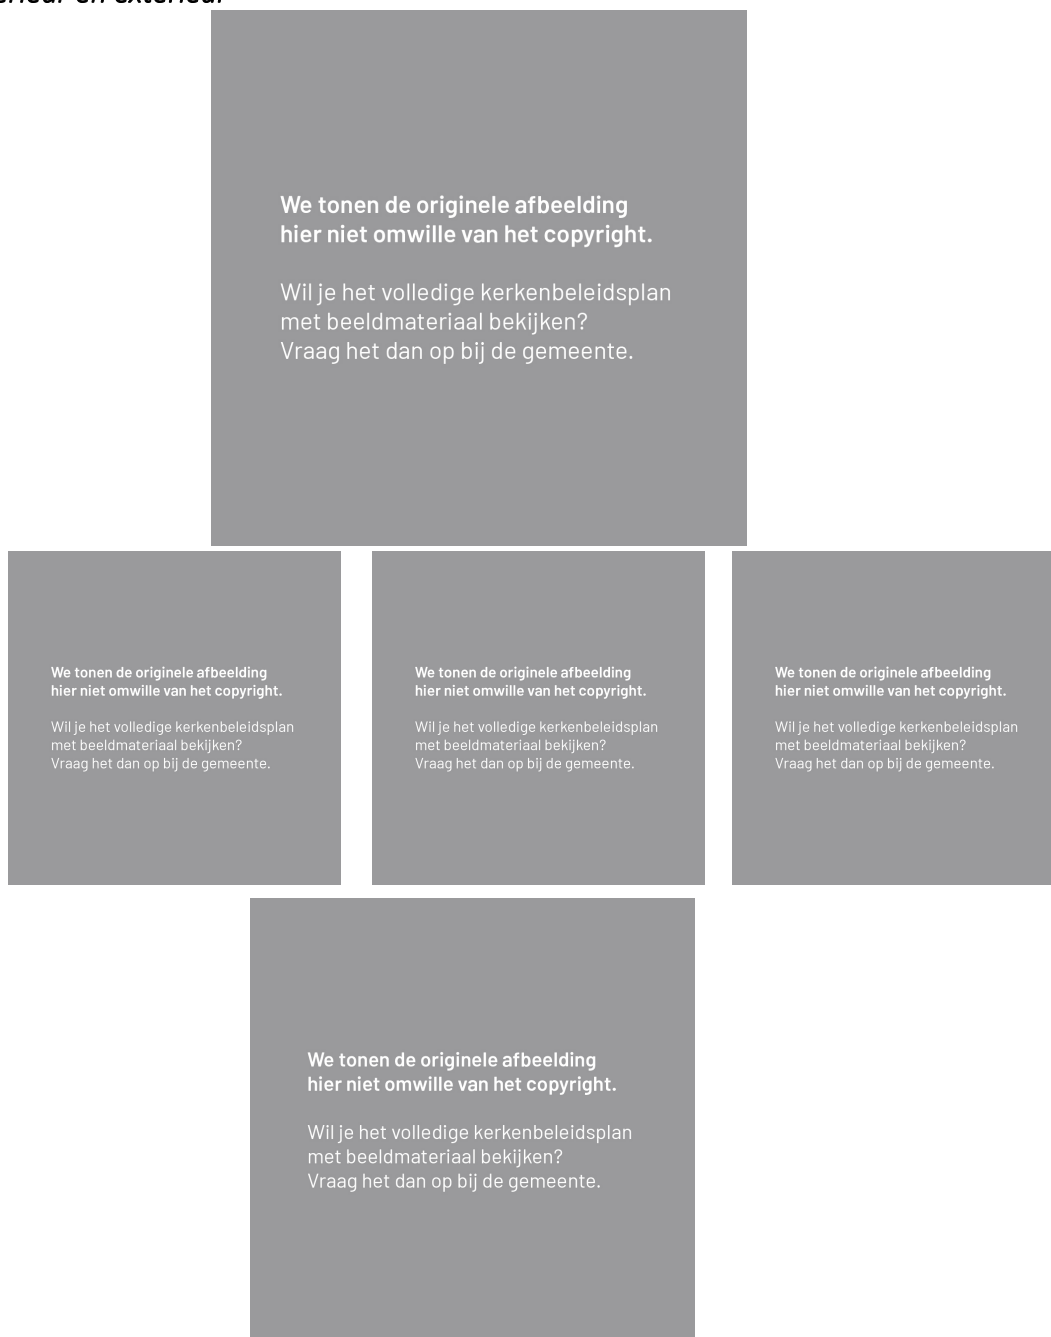 en exterieur
We tonen de originele afbeelding
hier niet omwille van het copyright.
Wil je het volledige kerkenbeleidsplan
met beeldmateriaal bekijken?
Vraag het dan op bij de gemeente.
We tonen de originele afbeelding
hier niet omwille van het copyright.
Wil je het volledige kerkenbeleidsplan
met beeldmateriaal bekijken?
Vraag het dan op bij de gemeente.
We tonen de originele afbeelding
hier niet omwille van het copyright.
Wil je het volledige kerkenbeleidsplan
met beeldmateriaal bekijken?
Vraag het dan op bij de gemeente.
We tonen de originele afbeelding
hier niet omwille van het copyright.
Wil je het volledige kerkenbeleidsplan
met beeldmateriaal bekijken?
Vraag het dan op bij de gemeente.
We tonen de originele afbeelding
hier niet omwille van het copyright.
Wil je het volledige kerkenbeleidsplan
met beeldmateriaal bekijken?
Vraag het dan op bij de gemeente.